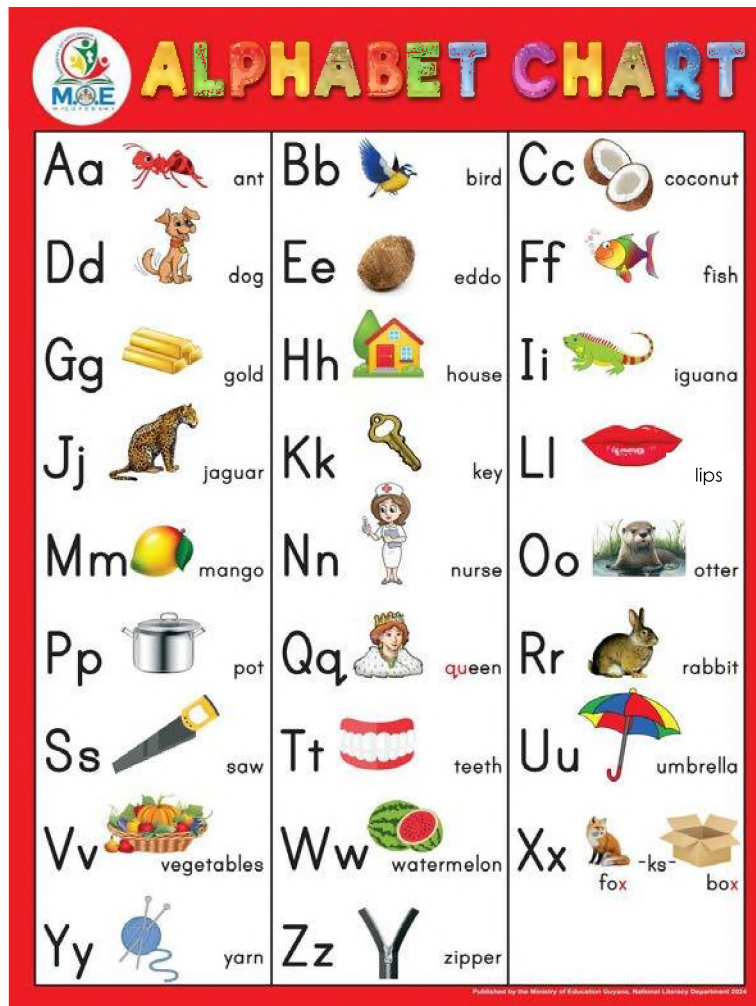 ALPHABET CHART
M.O.E
Aa ant
Bb bird
Cc coconut
Dd dog
Ee eddo
Ff fish
Gg gold
Hh house
Ii iguana
Jj jaguar
Kk key
Ll lips
Mm mango
Nn nurse
Oo otter
Pp pot
Qq queen
Rr rabbit
Ss saw
Tt teeth
Uu umbrella
Vv vegetables
Ww watermelon
Xx fox -ks- box
Yy yarn
Zz zipper
Published by the Ministry of Education Guyana, National Literacy Department 2024